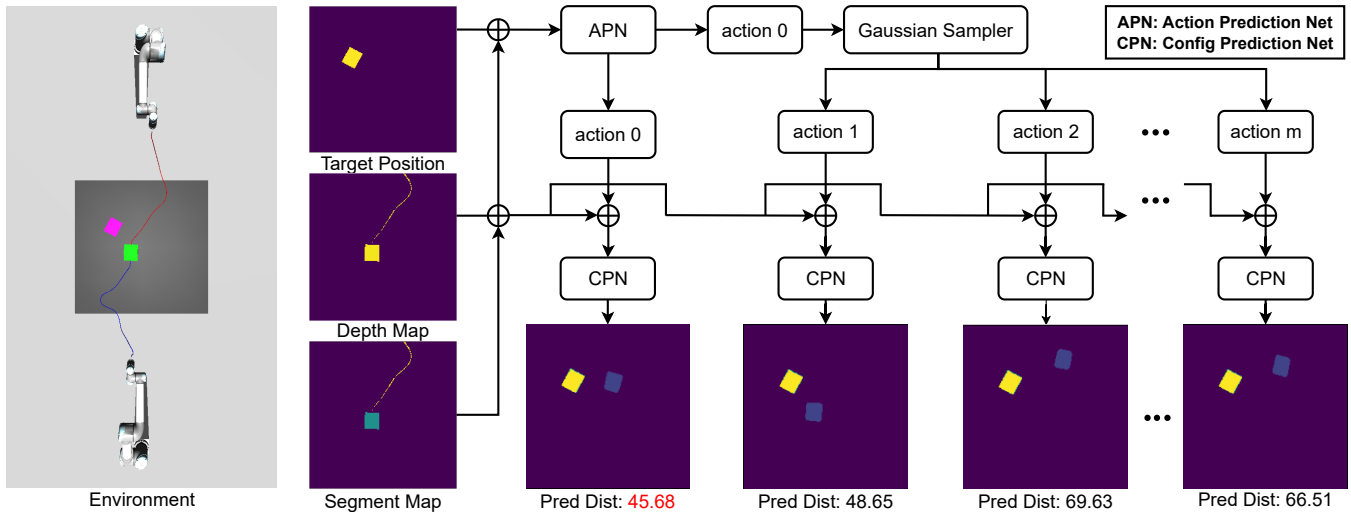 APN
action 0
Gaussian Sampler
APN: Action Prediction Net
CPN: Config Prediction Net
action 0
action 1
action 2
•••
action m
Target Position
•••
CPN
CPN
CPN
CPN
Depth Map
•••
Environment
Segment Map
Pred Dist: 45.68
Pred Dist: 48.65
Pred Dist: 69.63
Pred Dist: 66.51